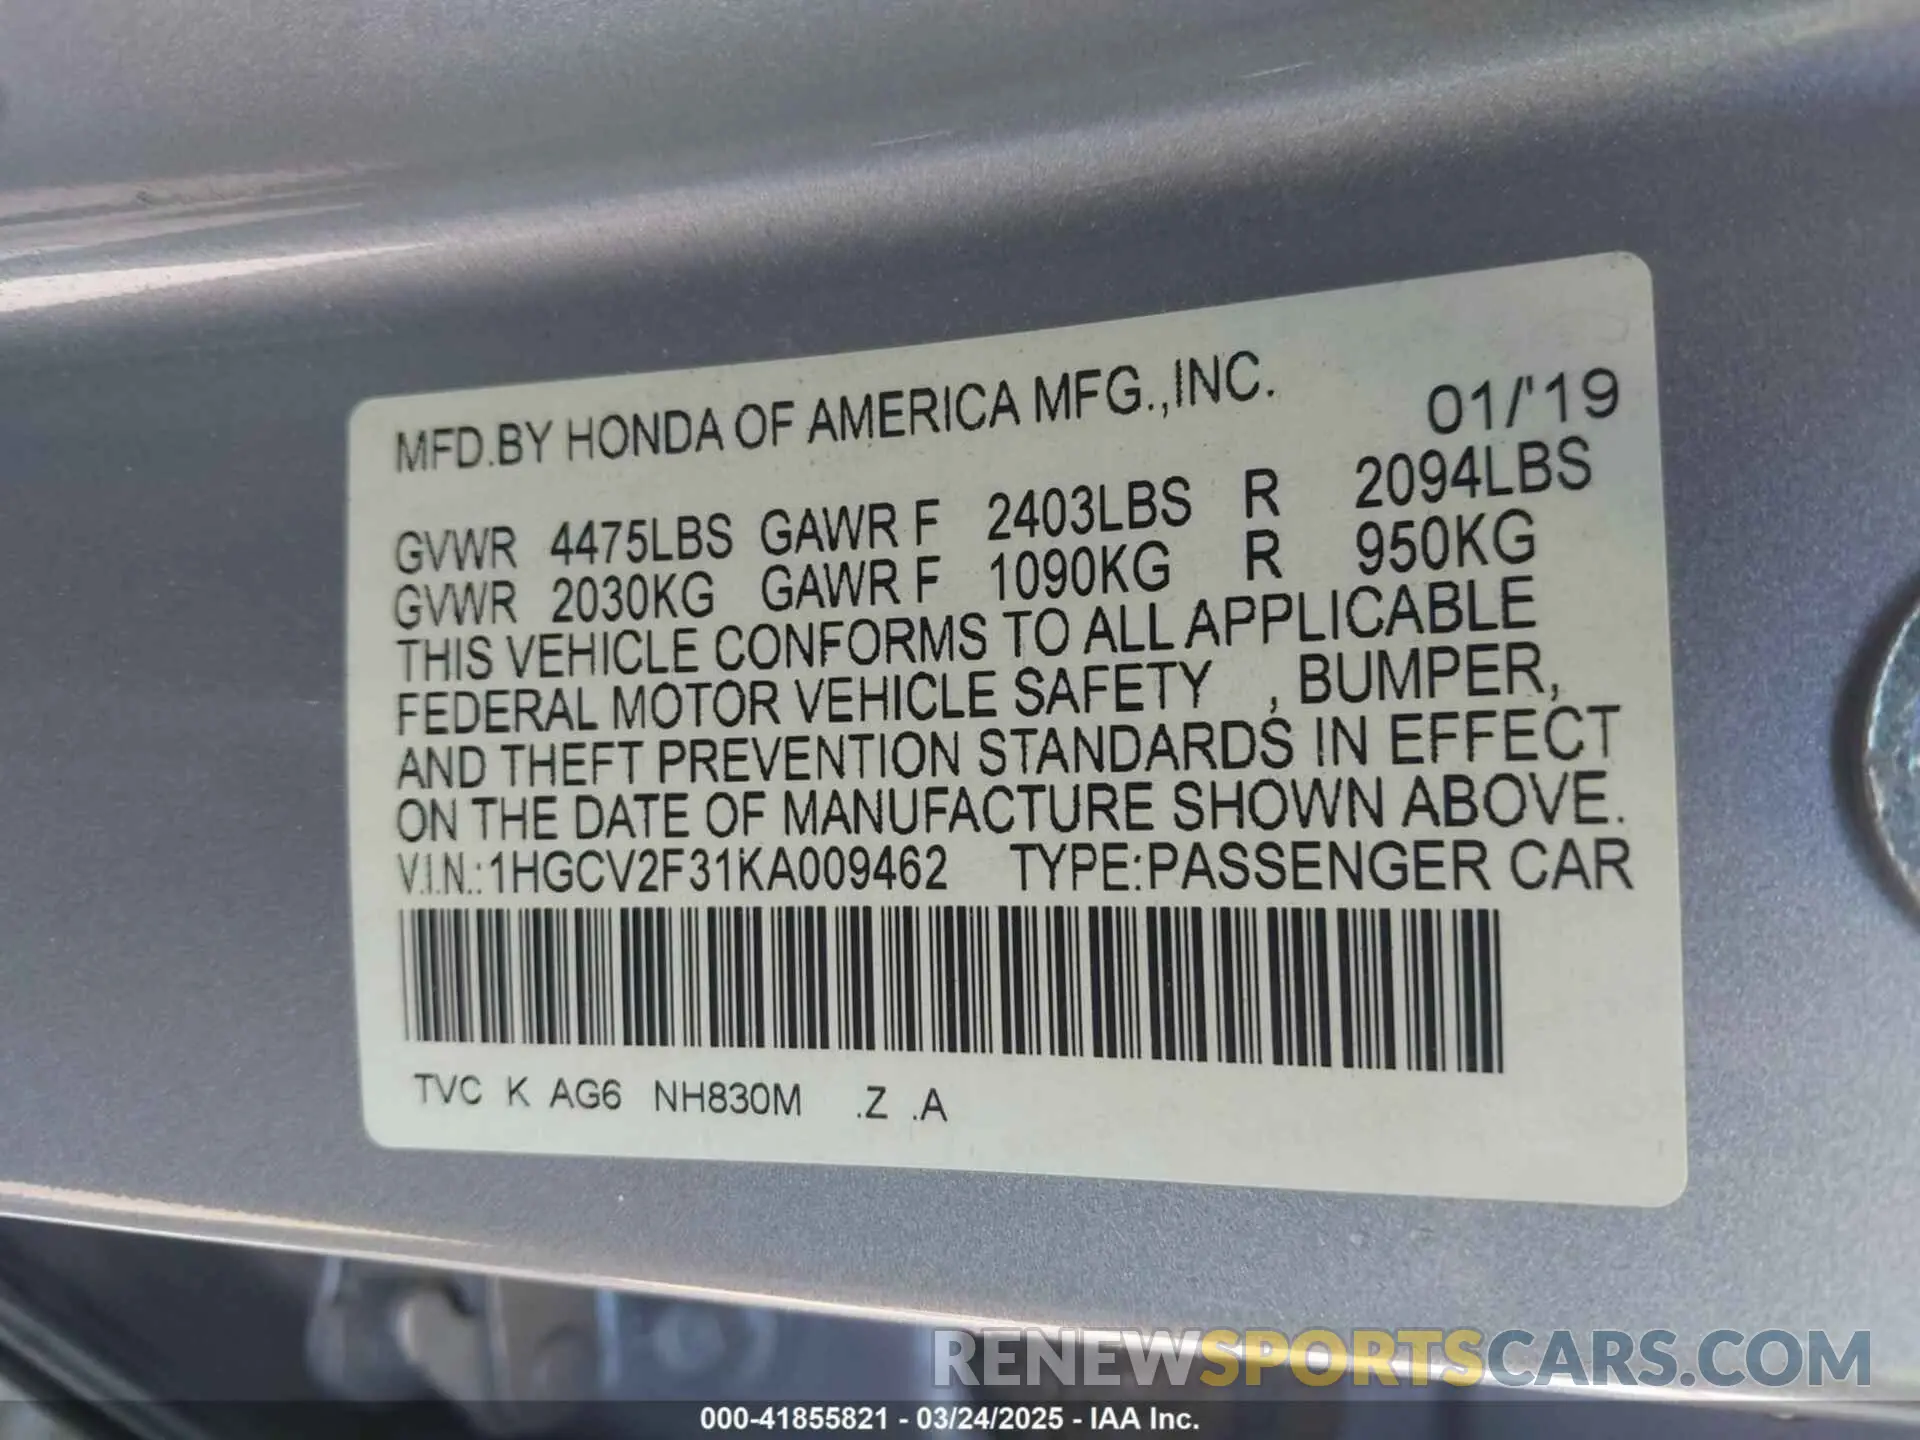 MFD.BY HONDA OF AMERICA MFG.,INC. 01/'19
GVWR 4475LBS GAWR F 2403LBS R 2094LBS
GVWR 2030KG GAWR F 1090KG R 950KG
THIS VEHICLE CONFORMS TO ALL APPLICABLE
FEDERAL MOTOR VEHICLE SAFETY , BUMPER,
AND THEFT PREVENTION STANDARDS IN EFFECT
ON THE DATE OF MANUFACTURE SHOWN ABOVE.
V.I.N.:1HGCV2F31KA009462 TYPE:PASSENGER CAR
TVC K AG6 NH830M .Z .A
RENEWSPORTSCARS.COM
000-41855821 - 03/24/2025 - IAA Inc.